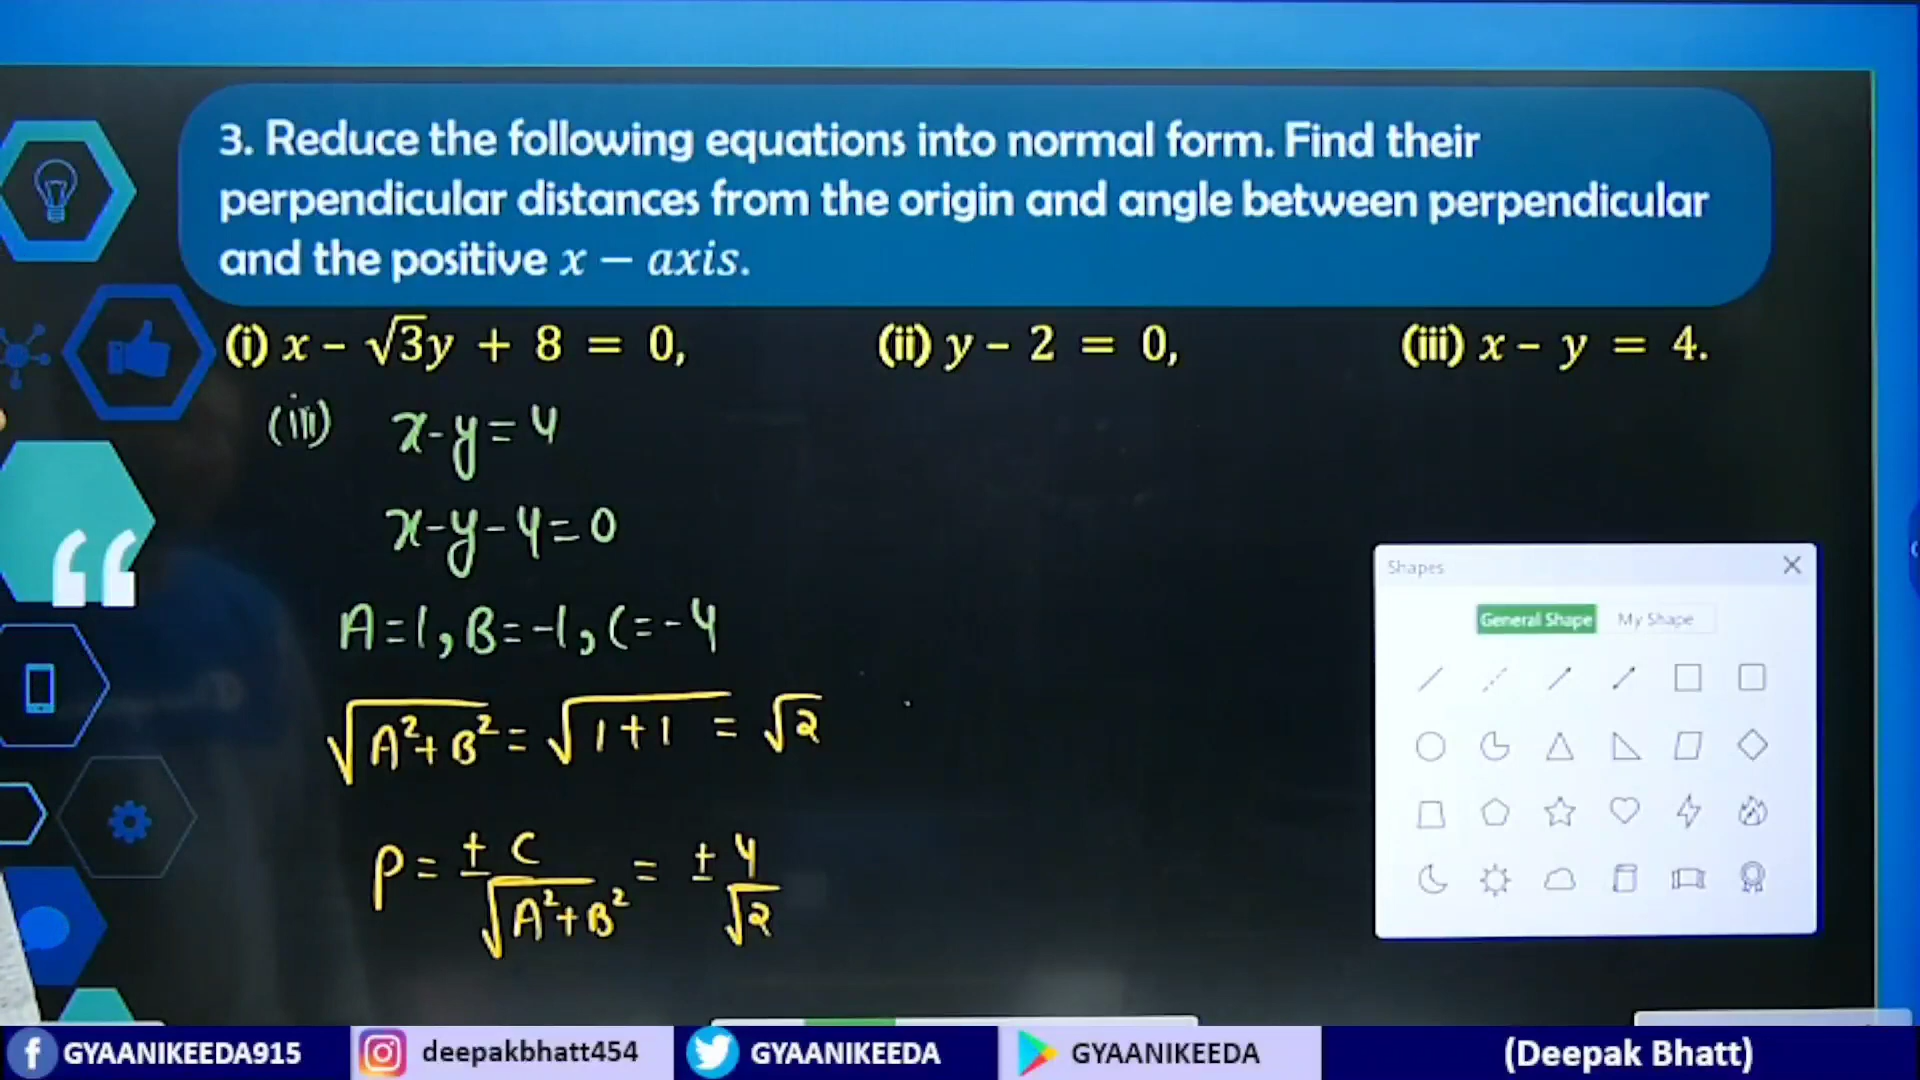 3. Reduce the following equations into normal form. Find their
perpendicular distances from the origin and angle between perpendicular
and the positive x − axis.
(i) x − √3y + 8 = 0, (ii) y − 2 = 0, (iii) x − y = 4.
(iii) x-y=4
x-y-4=0
A=1, B=-1, C=-4
√A²+B² = √1+1 = √2
P = ± C/√A²+B² = ± 4/√2
Shapes
General Shape My Shape
GYAANIKEEDA915 deepakbhatt454 GYAANIKEEDA GYAANIKEEDA (Deepak Bhatt)